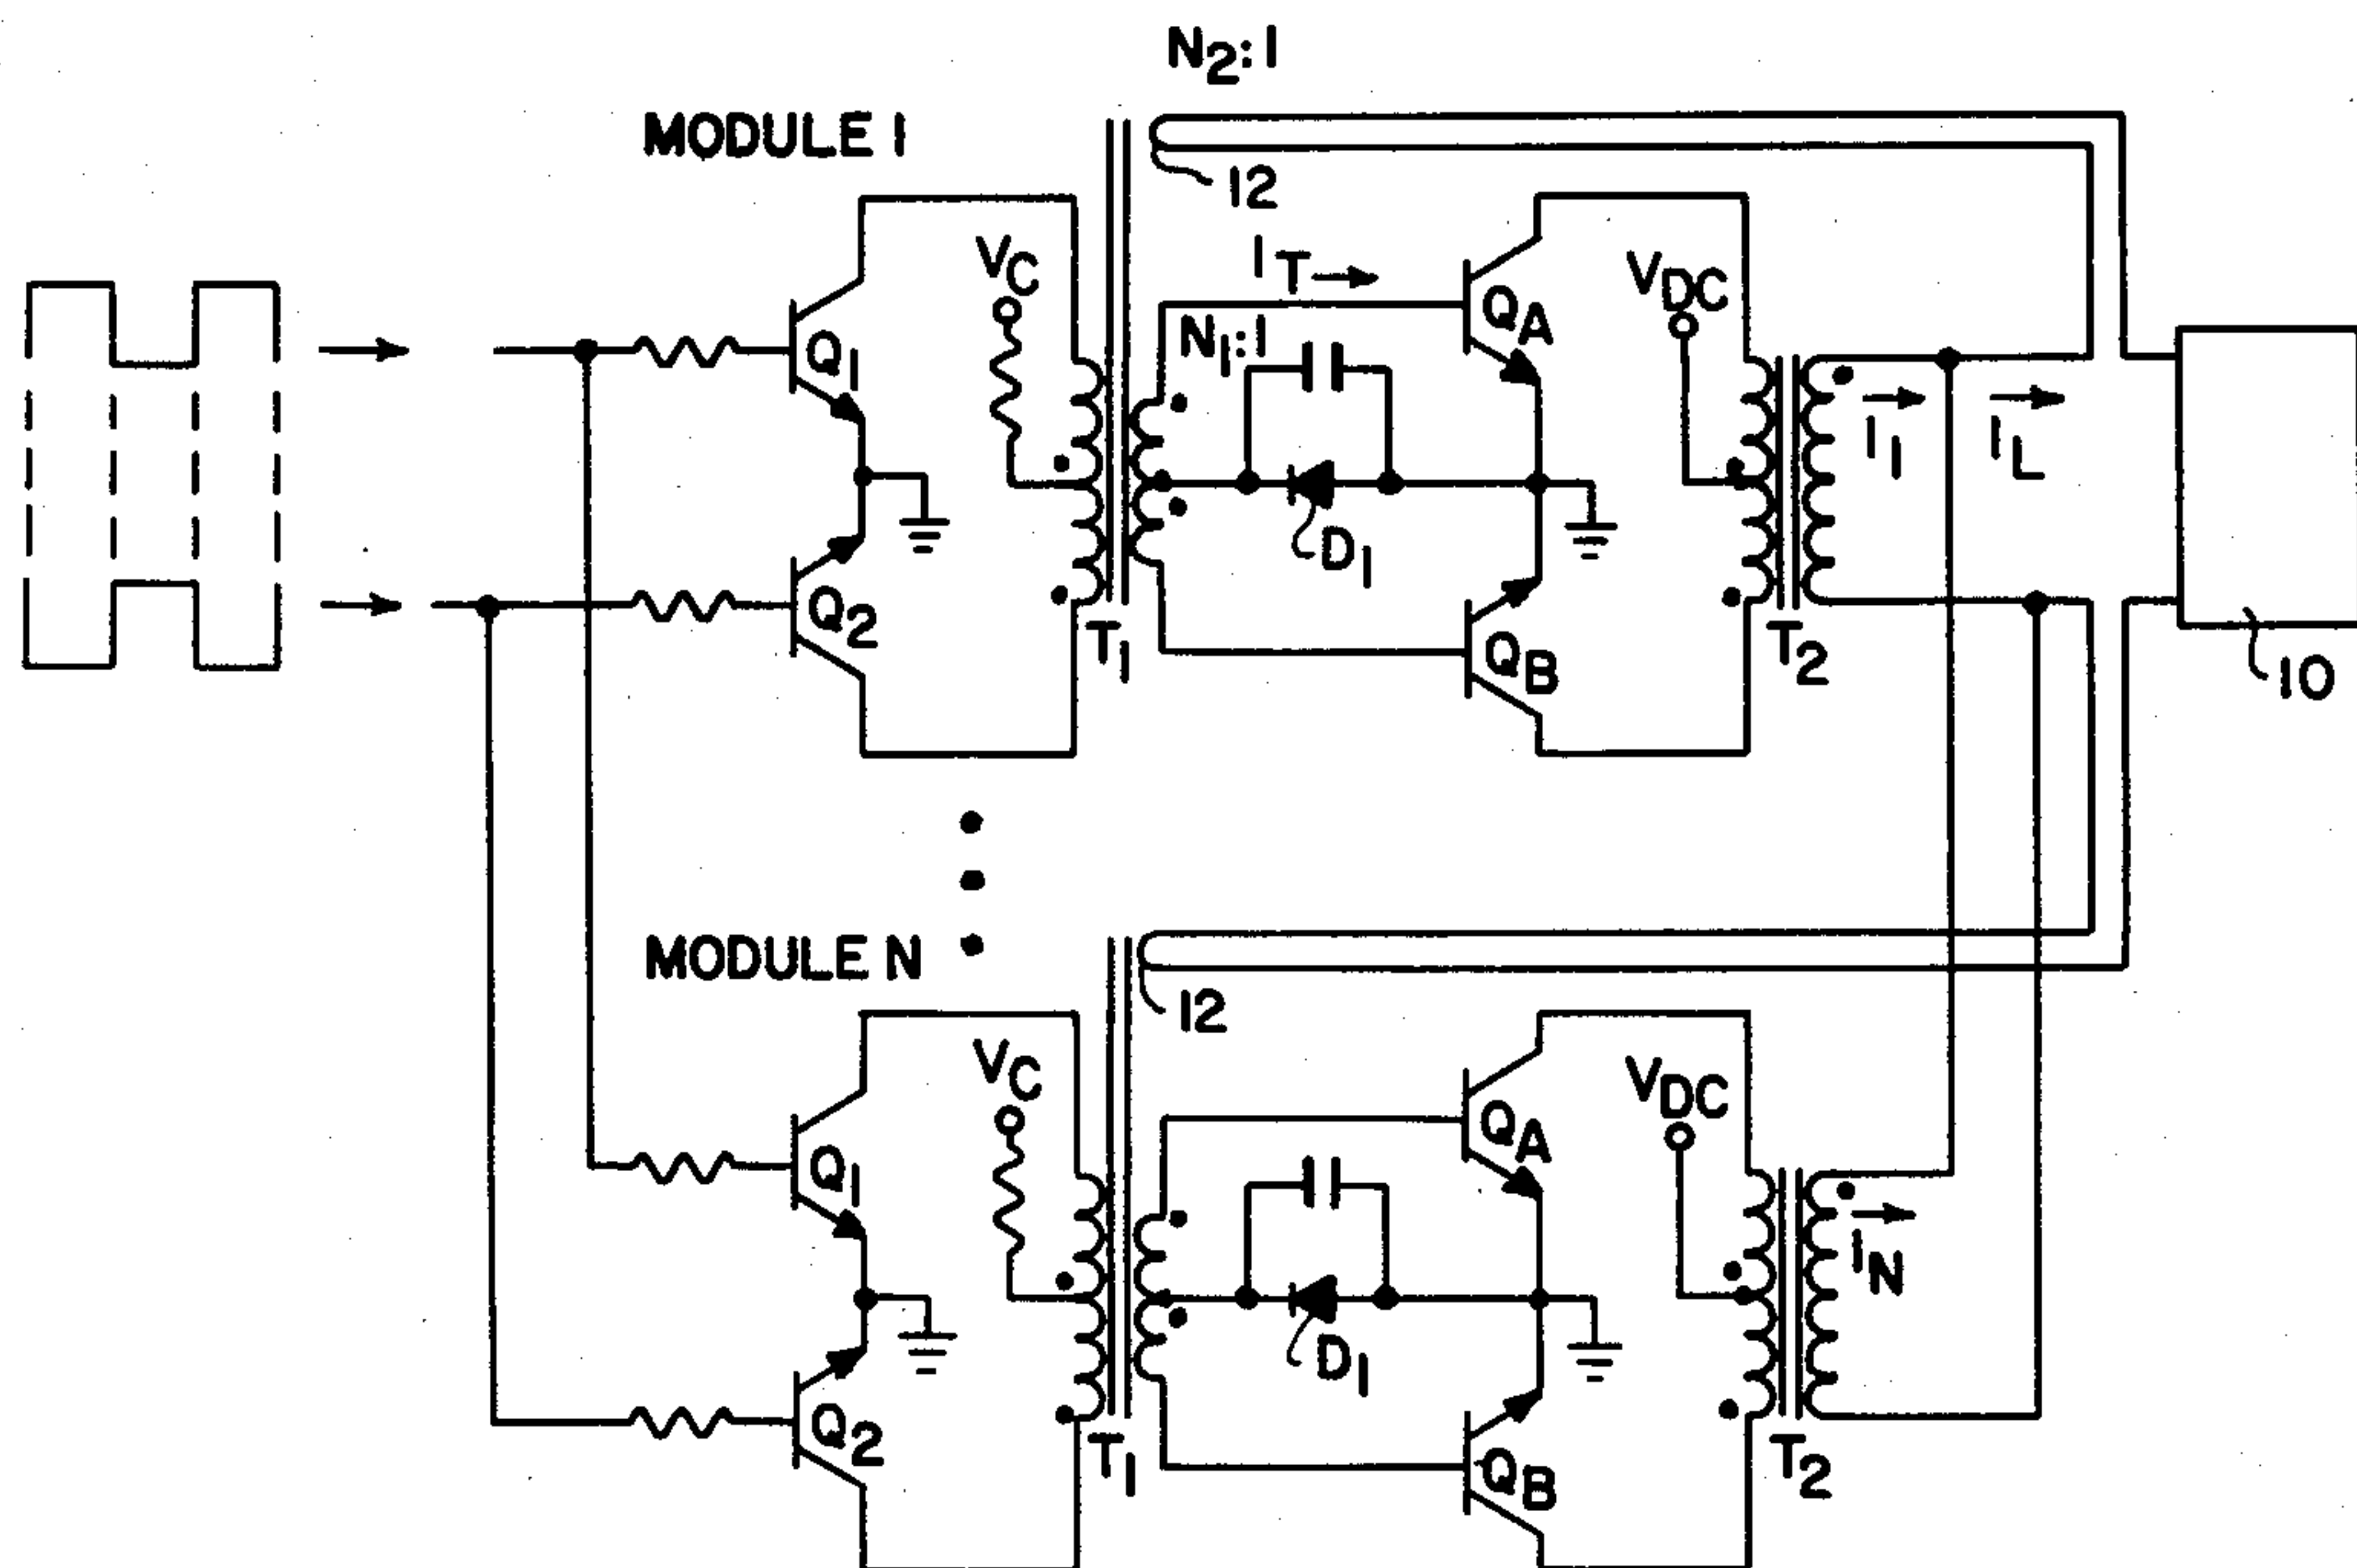 N2:1
MODULE 1
12
VC
IT
QA
VDC
Q1
N1:1
I1
IL
D1
Q2
T1
QB
T2
10
MODULE N
12
VC
VDC
QA
Q1
IN
D1
Q2
T1
QB
T2